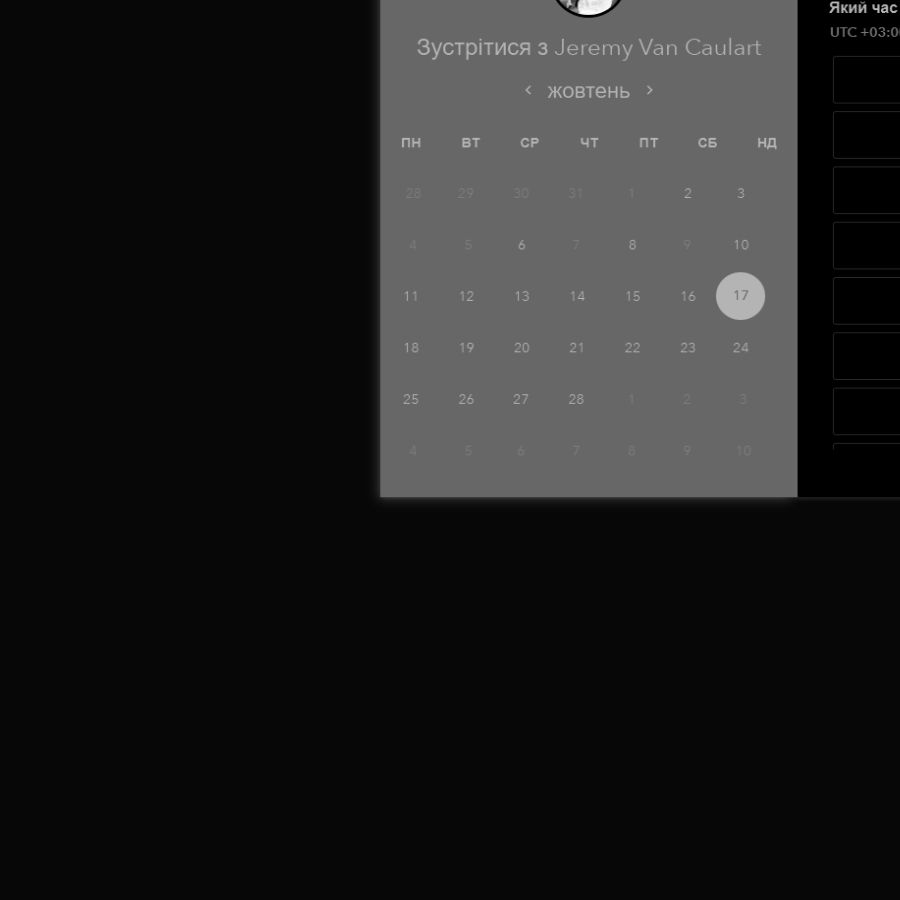 Зустрітися з Jeremy Van Caulart
‹ жовтень ›
ПН ВТ СР ЧТ ПТ СБ НД
28 29 30 31 1 2 3
4 5 6 7 8 9 10
11 12 13 14 15 16 17
18 19 20 21 22 23 24
25 26 27 28 1 2 3
4 5 6 7 8 9 10
Який час
UTC +03:0